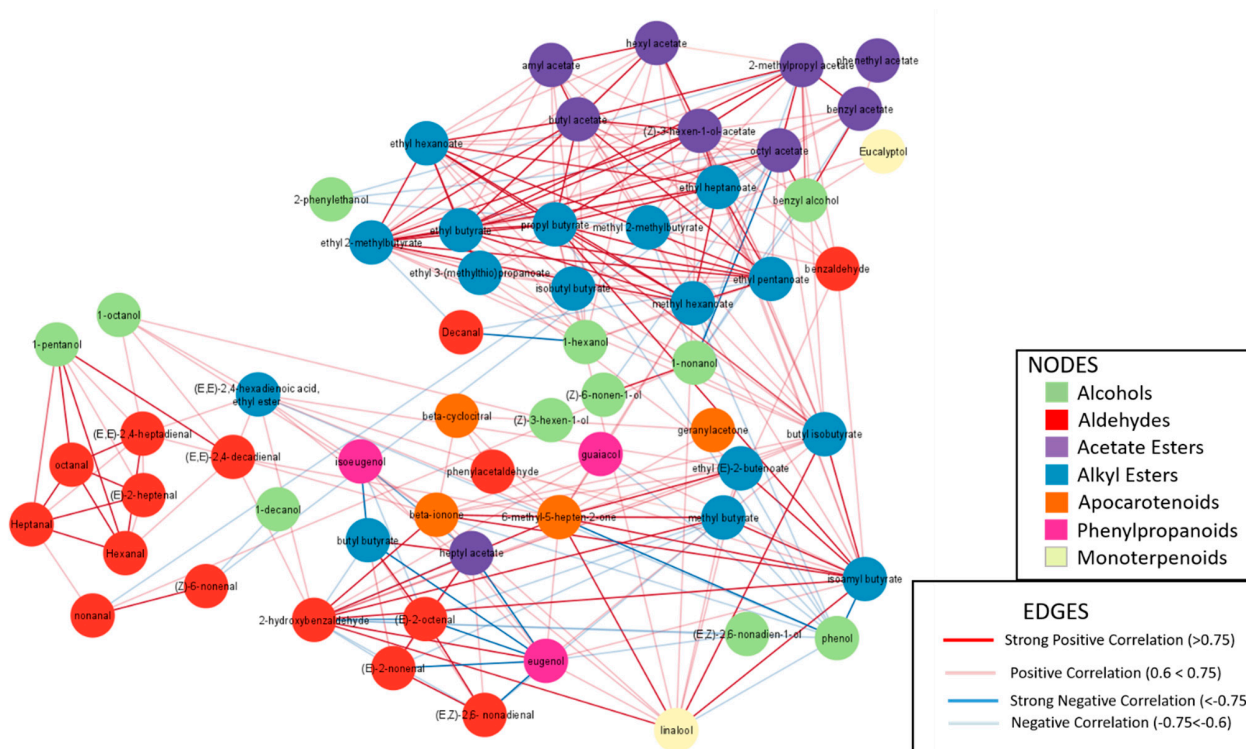 hexyl acetate
amyl acetate
2-methylpropyl acetate
phenethyl acetate
benzyl acetate
butyl acetate
(Z)-3-hexen-1-ol- acetate
octyl acetate
Eucalyptol
ethyl hexanoate
ethyl heptanoate
benzyl alcohol
2-phenylethanol
ethyl 2-methylbutyrate
ethyl butyrate
propyl butyrate
methyl 2-methylbutyrate
benzaldehyde
ethyl 3-(methylthio)propanoate
isobutyl butyrate
ethyl pentanoate
methyl hexanoate
1-octanol
Decanal
1-hexanol
1-pentanol
1-nonanol
(E,E)-2,4-hexadienoic acid,
ethyl ester
(Z)-6-nonen-1-ol
beta-cyclocitral
(Z)-3-hexen-1-ol
(E,E)-2,4-heptadienal
geranylacetone
butyl isobutyrate
octanal
(E,E)-2,4- decadienal
isoeugenol
guaiacol
phenylacetaldehyde
ethyl (E)-2-butenoate
(E)-2-heptenal
1-decanol
beta-ionone
6-methyl-5-hepten-2-one
methyl butyrate
Heptanal
Hexanal
butyl butyrate
heptyl acetate
isoamyl butyrate
(Z)-6- nonenal
nonanal
2-hydroxybenzaldehyde
(E)-2-octenal
(E,Z)-2,6-nonadien-1-ol
phenol
(E)-2-nonenal
eugenol
(E,Z)-2,6- nonadienal
linalool
NODES
Alcohols
Aldehydes
Acetate Esters
Alkyl Esters
Apocarotenoids
Phenylpropanoids
Monoterpenoids
EDGES
Strong Positive Correlation (>0.75)
Positive Correlation (0.6 < 0.75)
Strong Negative Correlation (<-0.75
Negative Correlation (-0.75<-0.6)